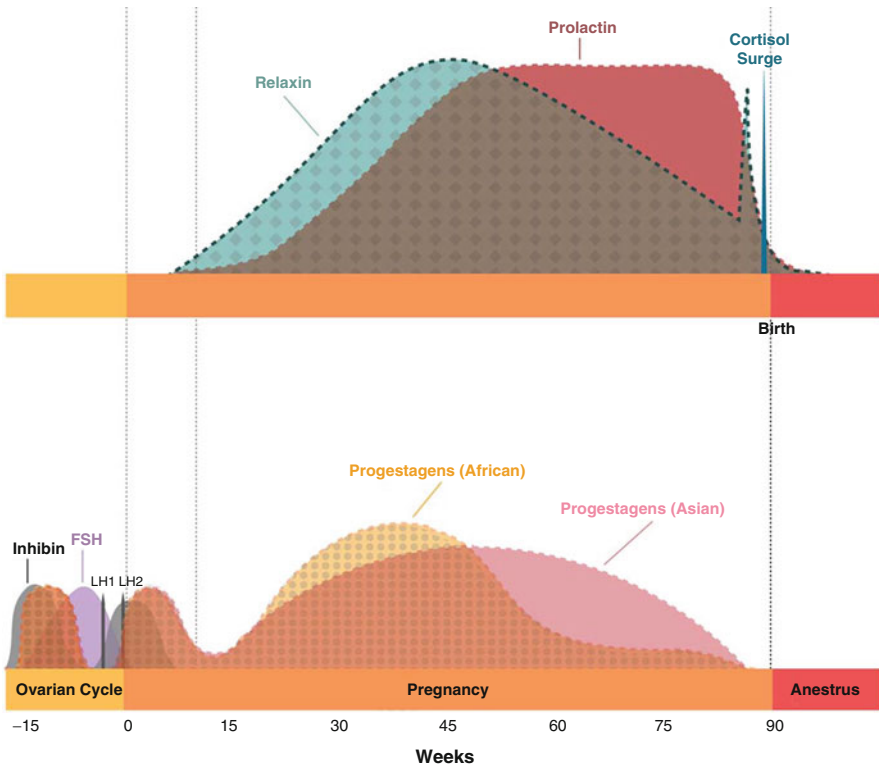 Prolactin
Cortisol
Surge
Relaxin
Birth
Progestagens (African)
Progestagens (Asian)
Inhibin
FSH
LH1 LH2
Ovarian Cycle
Pregnancy
Anestrus
–15 0 15 30 45 60 75 90
Weeks